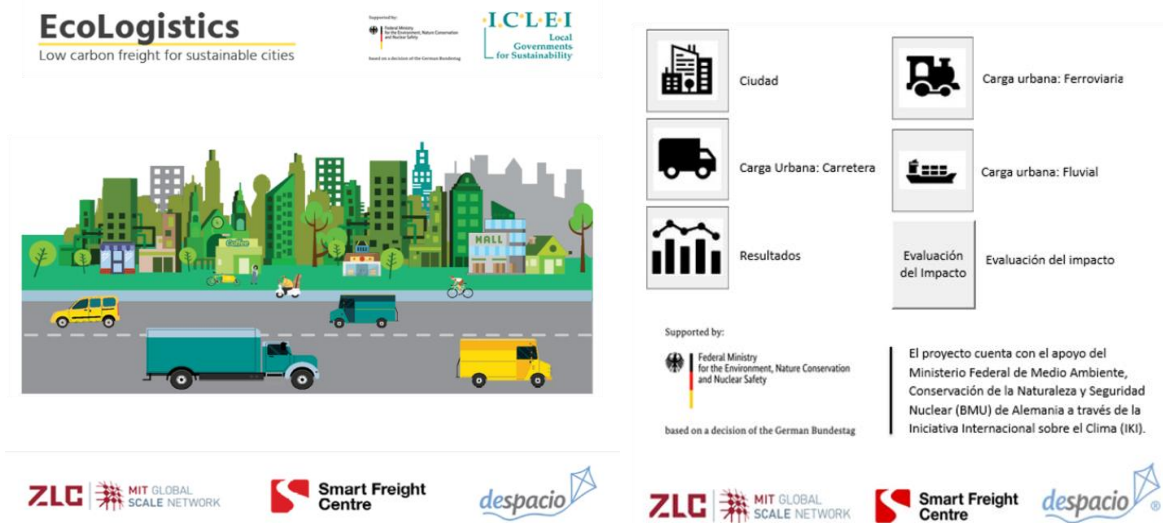 EcoLogistics
Low carbon freight for sustainable cities
Supported by:
Federal Ministry
for the Environment, Nature Conservation
and Nuclear Safety
based on a decision of the German Bundestag
I.C.L.E.I
Local
Governments
for Sustainability
Coffee
MALL
ZLC
MIT GLOBAL
SCALE NETWORK
Smart Freight
Centre
despacio
Ciudad
Carga urbana: Ferroviaria
Carga Urbana: Carretera
Carga urbana: Fluvial
Resultados
Evaluación
del Impacto
Evaluación del impacto
Supported by:
Federal Ministry
for the Environment, Nature Conservation
and Nuclear Safety
based on a decision of the German Bundestag
El proyecto cuenta con el apoyo del
Ministerio Federal de Medio Ambiente,
Conservación de la Naturaleza y Seguridad
Nuclear (BMU) de Alemania a través de la
Iniciativa Internacional sobre el Clima (IKI).
ZLC
MIT GLOBAL
SCALE NETWORK
Smart Freight
Centre
despacio®